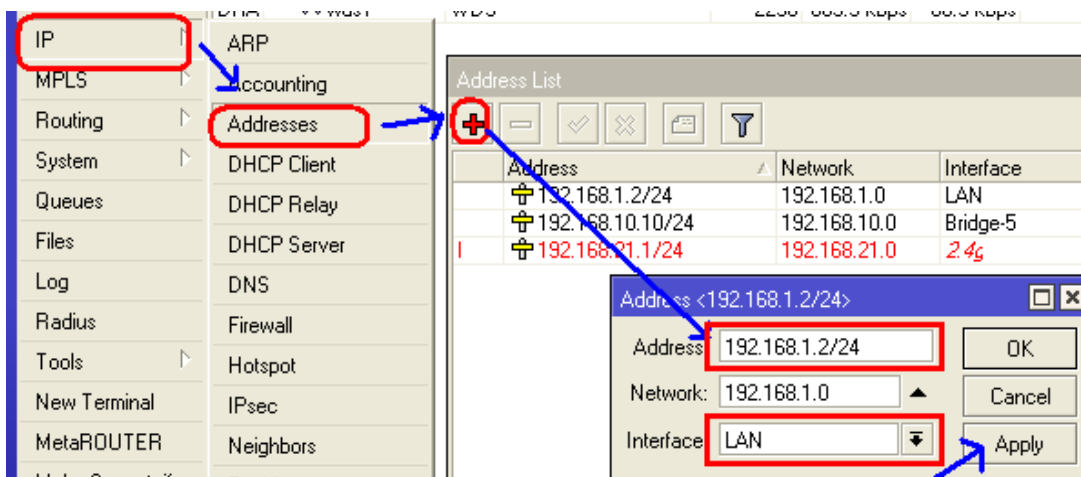 IP
MPLS
Routing
System
Queues
Files
Log
Radius
Tools
New Terminal
MetaROUTER
ARP
Accounting
Addresses
DHCP Client
DHCP Relay
DHCP Server
DNS
Firewall
Hotspot
IPsec
Neighbors
Address List
Address Network Interface
192.168.1.2/24 192.168.1.0 LAN
192.168.10.10/24 192.168.10.0 Bridge-5
I 192.168.21.1/24 192.168.21.0 2.4g
Address <192.168.1.2/24>
Address: 192.168.1.2/24 OK
Network: 192.168.1.0 Cancel
Interface: LAN Apply